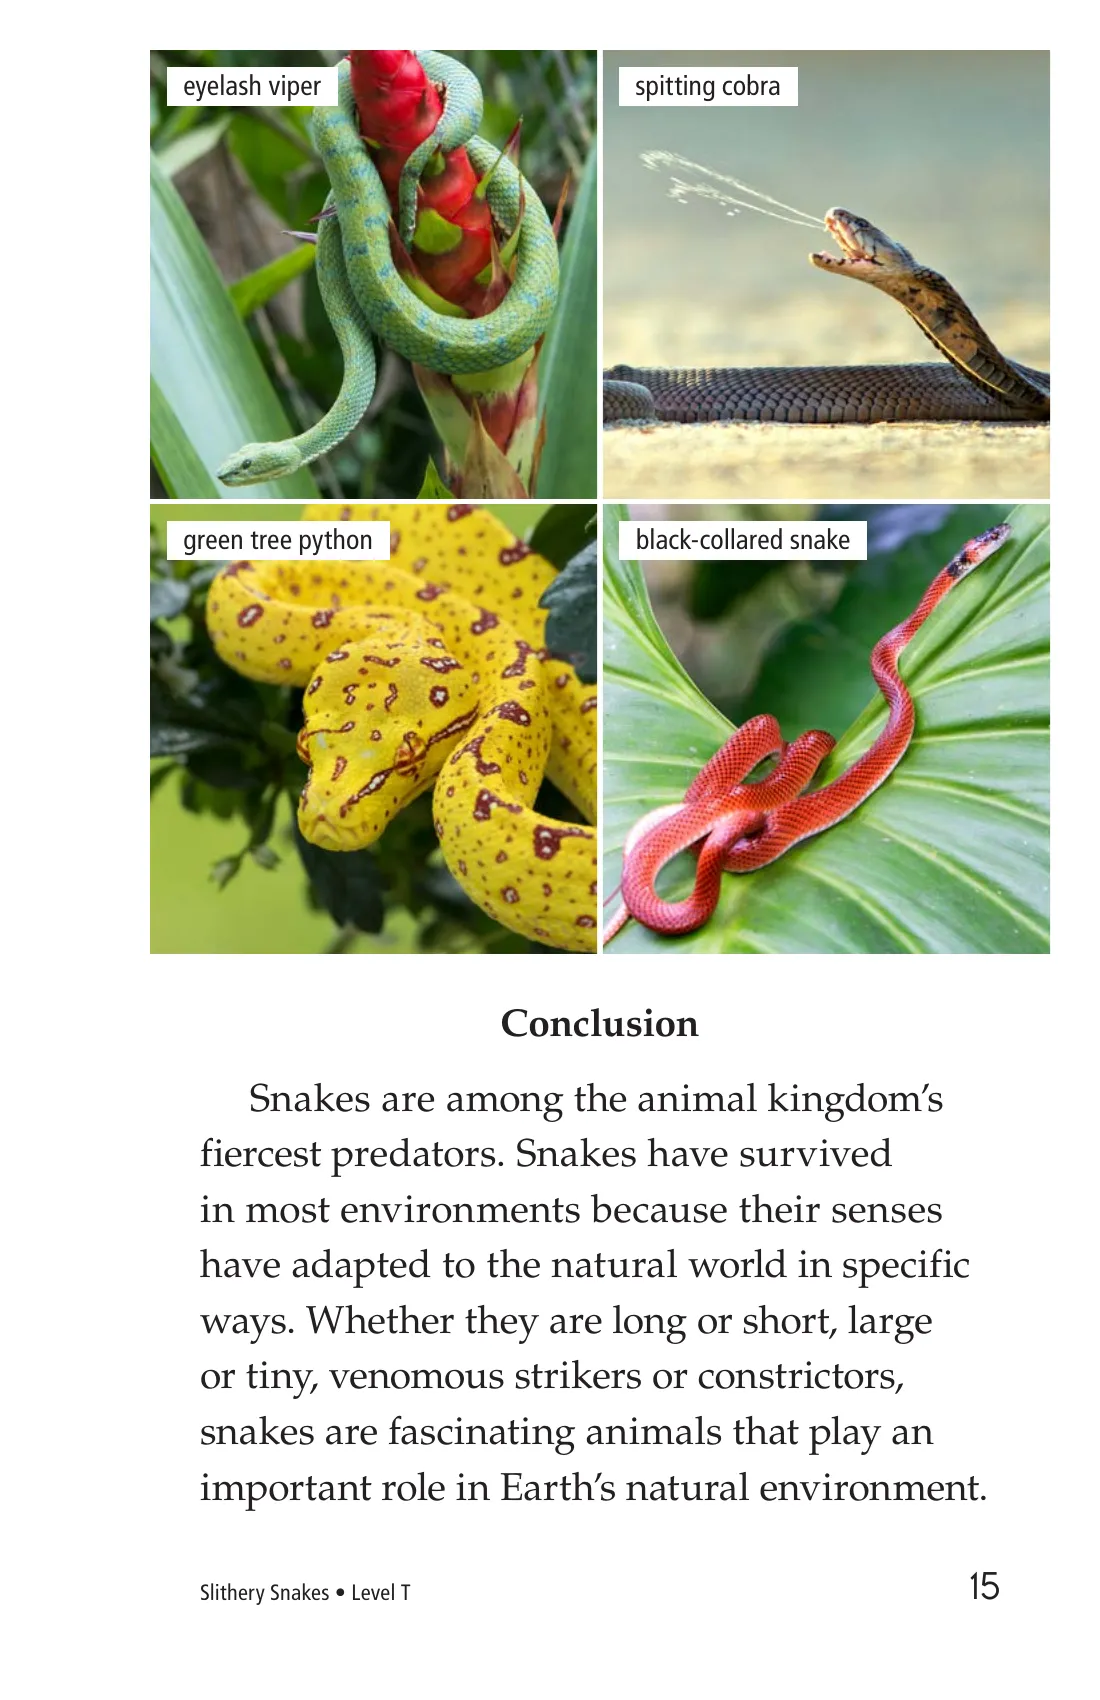 eyelash viper
spitting cobra
green tree python
black-collared snake
Conclusion
Snakes are among the animal kingdom’s
fiercest predators. Snakes have survived
in most environments because their senses
have adapted to the natural world in specific
ways. Whether they are long or short, large
or tiny, venomous strikers or constrictors,
snakes are fascinating animals that play an
important role in Earth’s natural environment.
Slithery Snakes • Level T
15